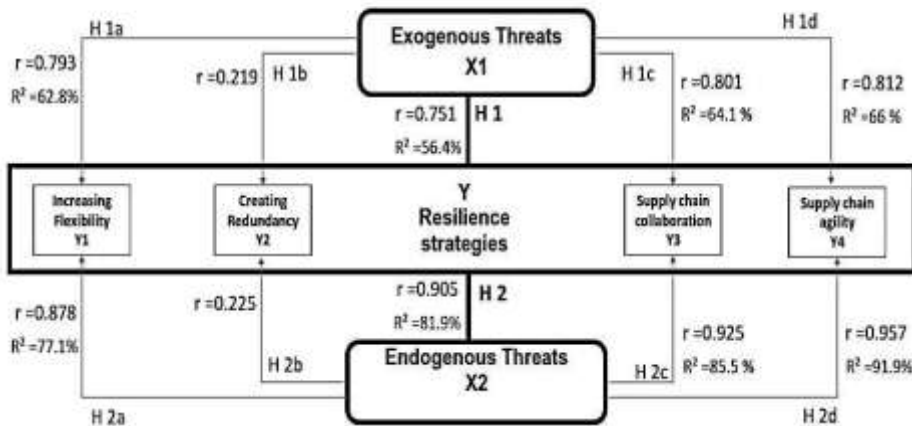 H 1a
Exogenous Threats
X1
H 1d
r =0.793
R² =62.8%
r =0.219
H 1b
H 1c
r =0.801
R² =64.1 %
r =0.812
R² =66 %
r =0.751
R² =56.4%
H 1
Increasing
Flexibility
Y1
Creating
Redundancy
Y2
Y
Resilience
strategies
Supply chain
collaboration
Y3
Supply chain
agility
Y4
r =0.878
R² =77.1%
r =0.225
r =0.905
R² =81.9%
H 2
r =0.925
R² =85.5 %
r =0.957
R² =91.9%
H 2b
Endogenous Threats
X2
H 2c
H 2a
H 2d